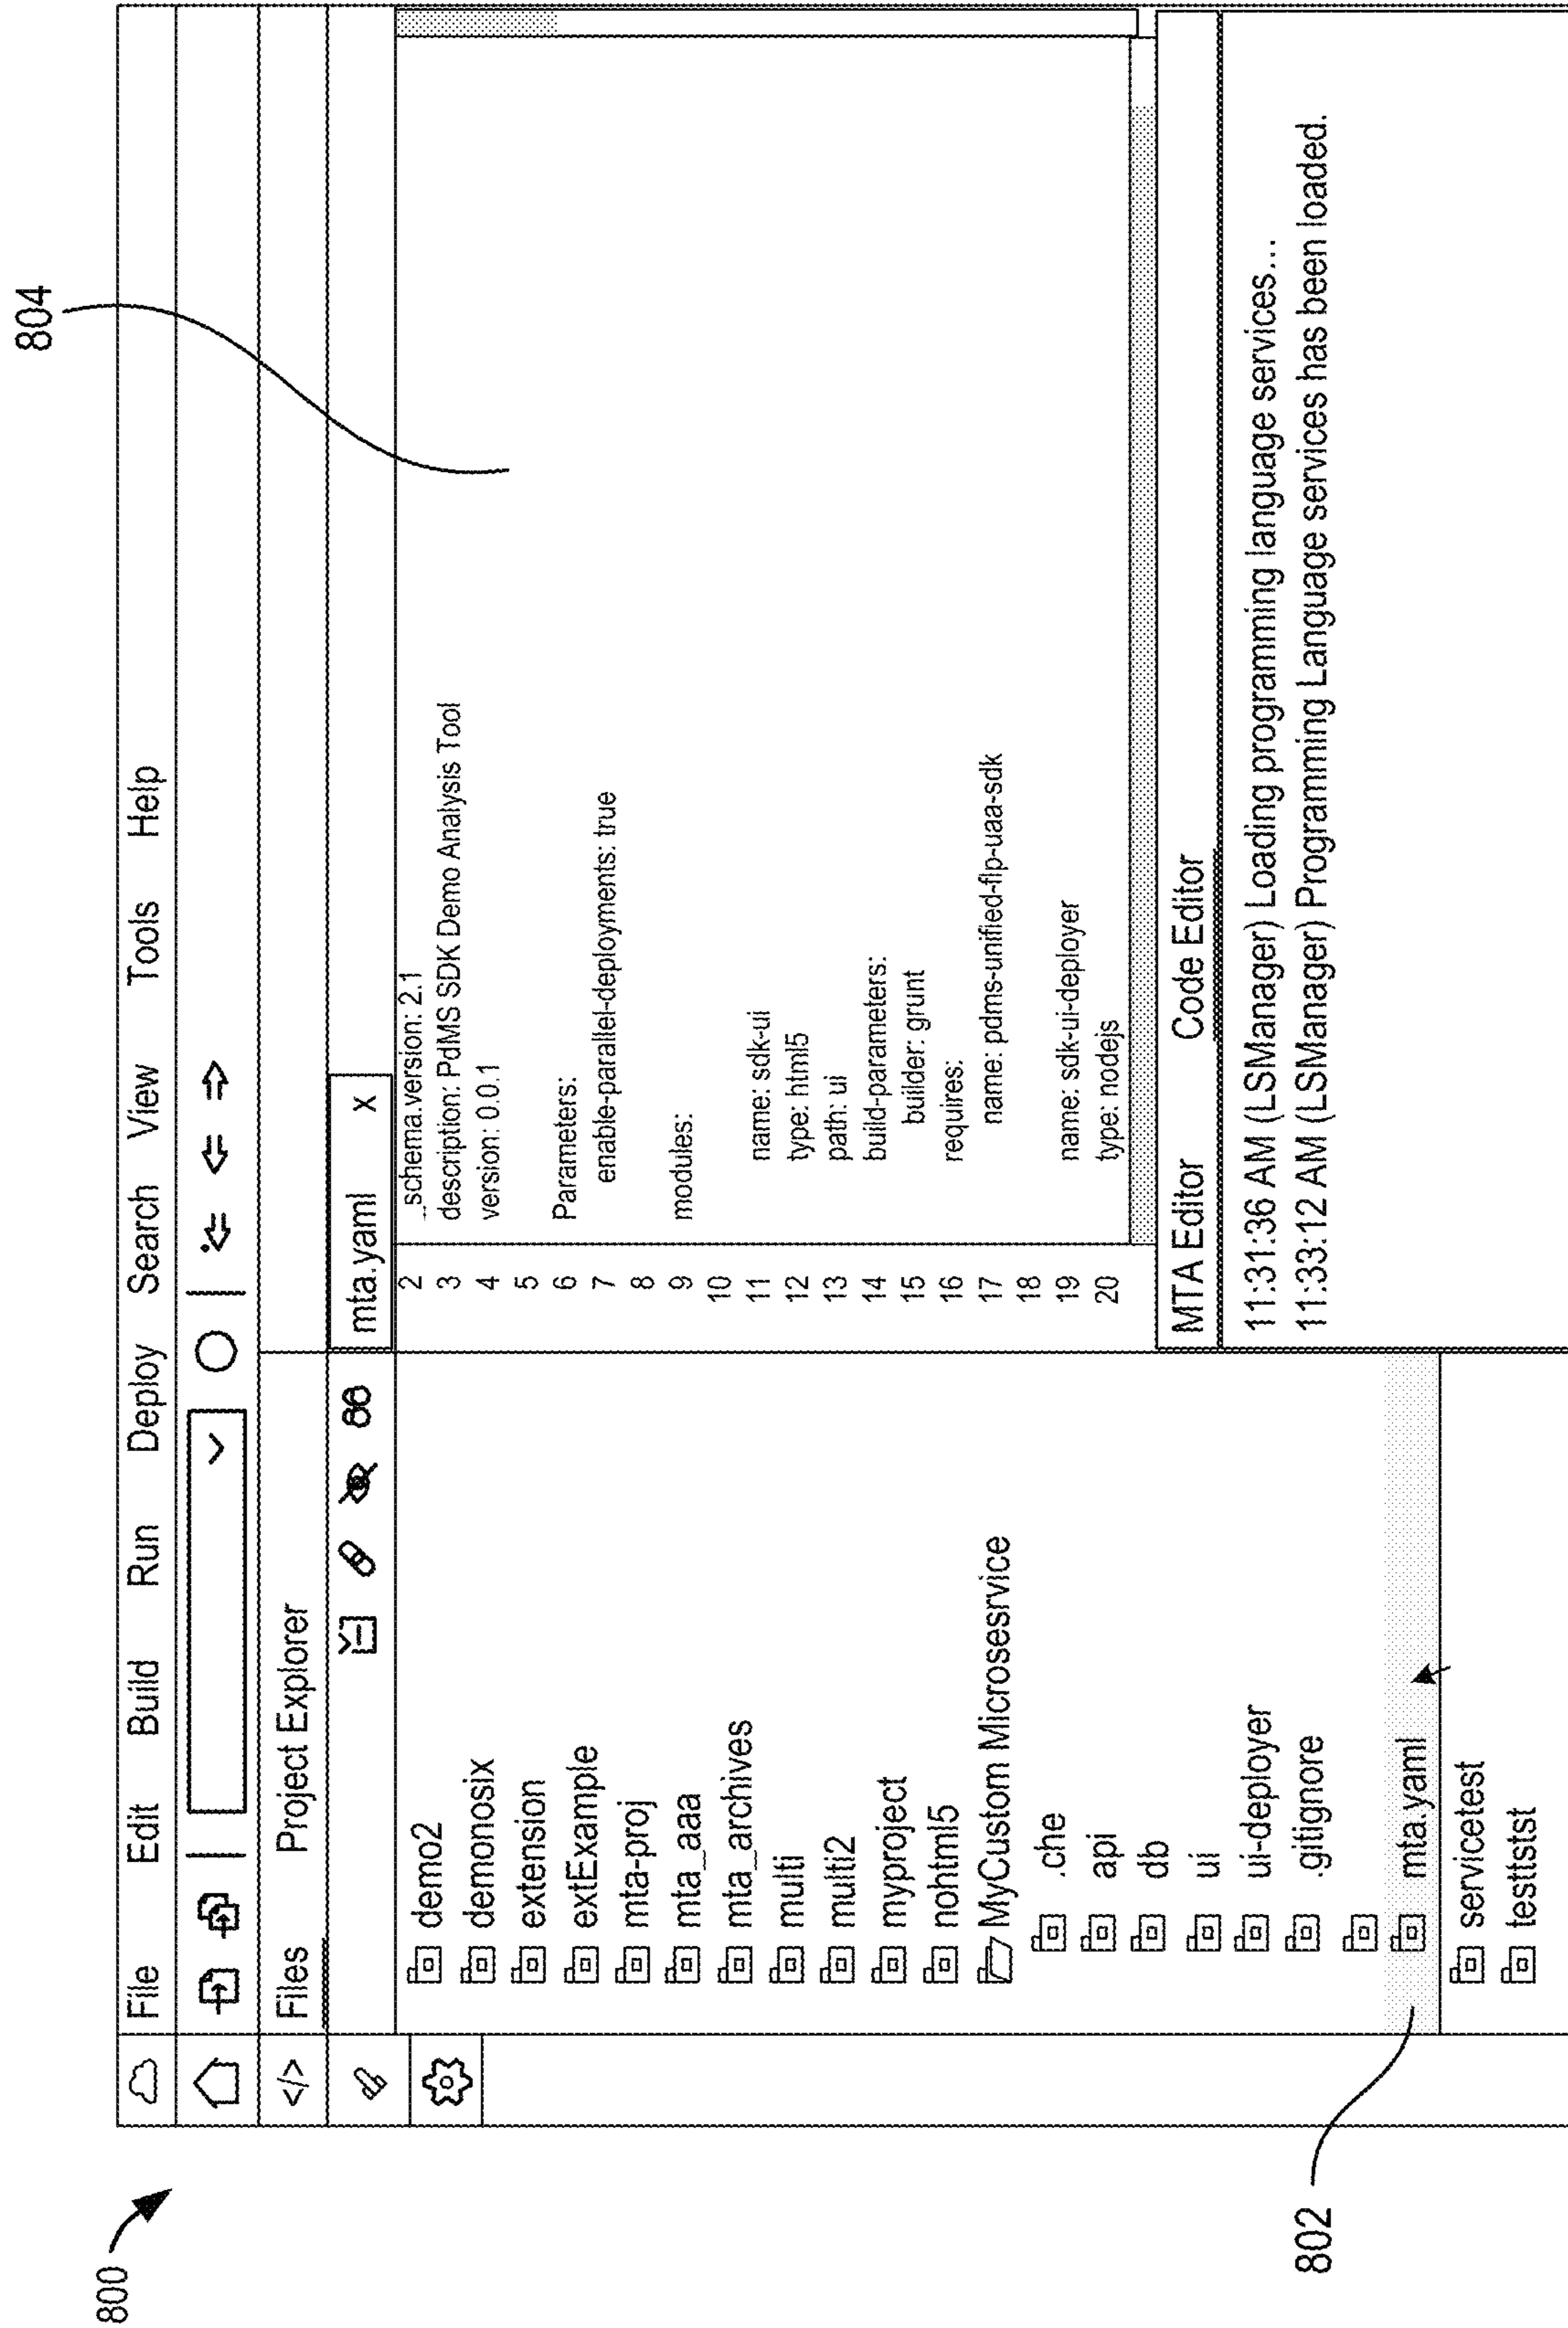 800
804
File Edit Build Run Deploy Search View Tools Help
</> Files Project Explorer
mta.yaml x
demo2
demonosix
extension
extExample
mta-proj
mta_aaa
mta_archives
multi
multi2
myproject
nohtml5
MyCustom Microsesrvice
.che
api
db
ui
ui-deployer
.gitignore
mta.yaml
servicetest
testtstst
802
2 _schema.version: 2.1
3 description: PdMS SDK Demo Analysis Tool
4 version: 0.0.1
5
6 Parameters:
7 enable-parallel-deployments: true
8
9 modules:
10
11 name: sdk-ui
12 type: html5
13 path: ui
14 build-parameters:
15 builder: grunt
16 requires:
17 name: pdms-unified-flp-uaa-sdk
18
19 name: sdk-ui-deployer
20 type: nodejs
MTA Editor Code Editor
11:31:36 AM (LSManager) Loading programming language services...
11:33:12 AM (LSManager) Programming Language services has been loaded.